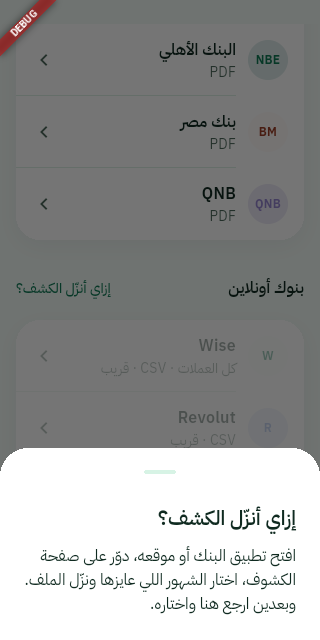 DEBUG
NBE
البنك الأهلي
PDF
BM
بنك مصر
PDF
QNB
QNB
PDF
بنوك أونلاين
إزاي أنزّل الكشف؟
W
Wise
كل العملات · CSV · قريب
R
Revolut
CSV · قريب
إزاي أنزّل الكشف؟
افتح تطبيق البنك أو موقعه، دوّر على صفحة
الكشوف، اختار الشهور اللي عايزها ونزّل الملف.
وبعدين ارجع هنا واختاره.